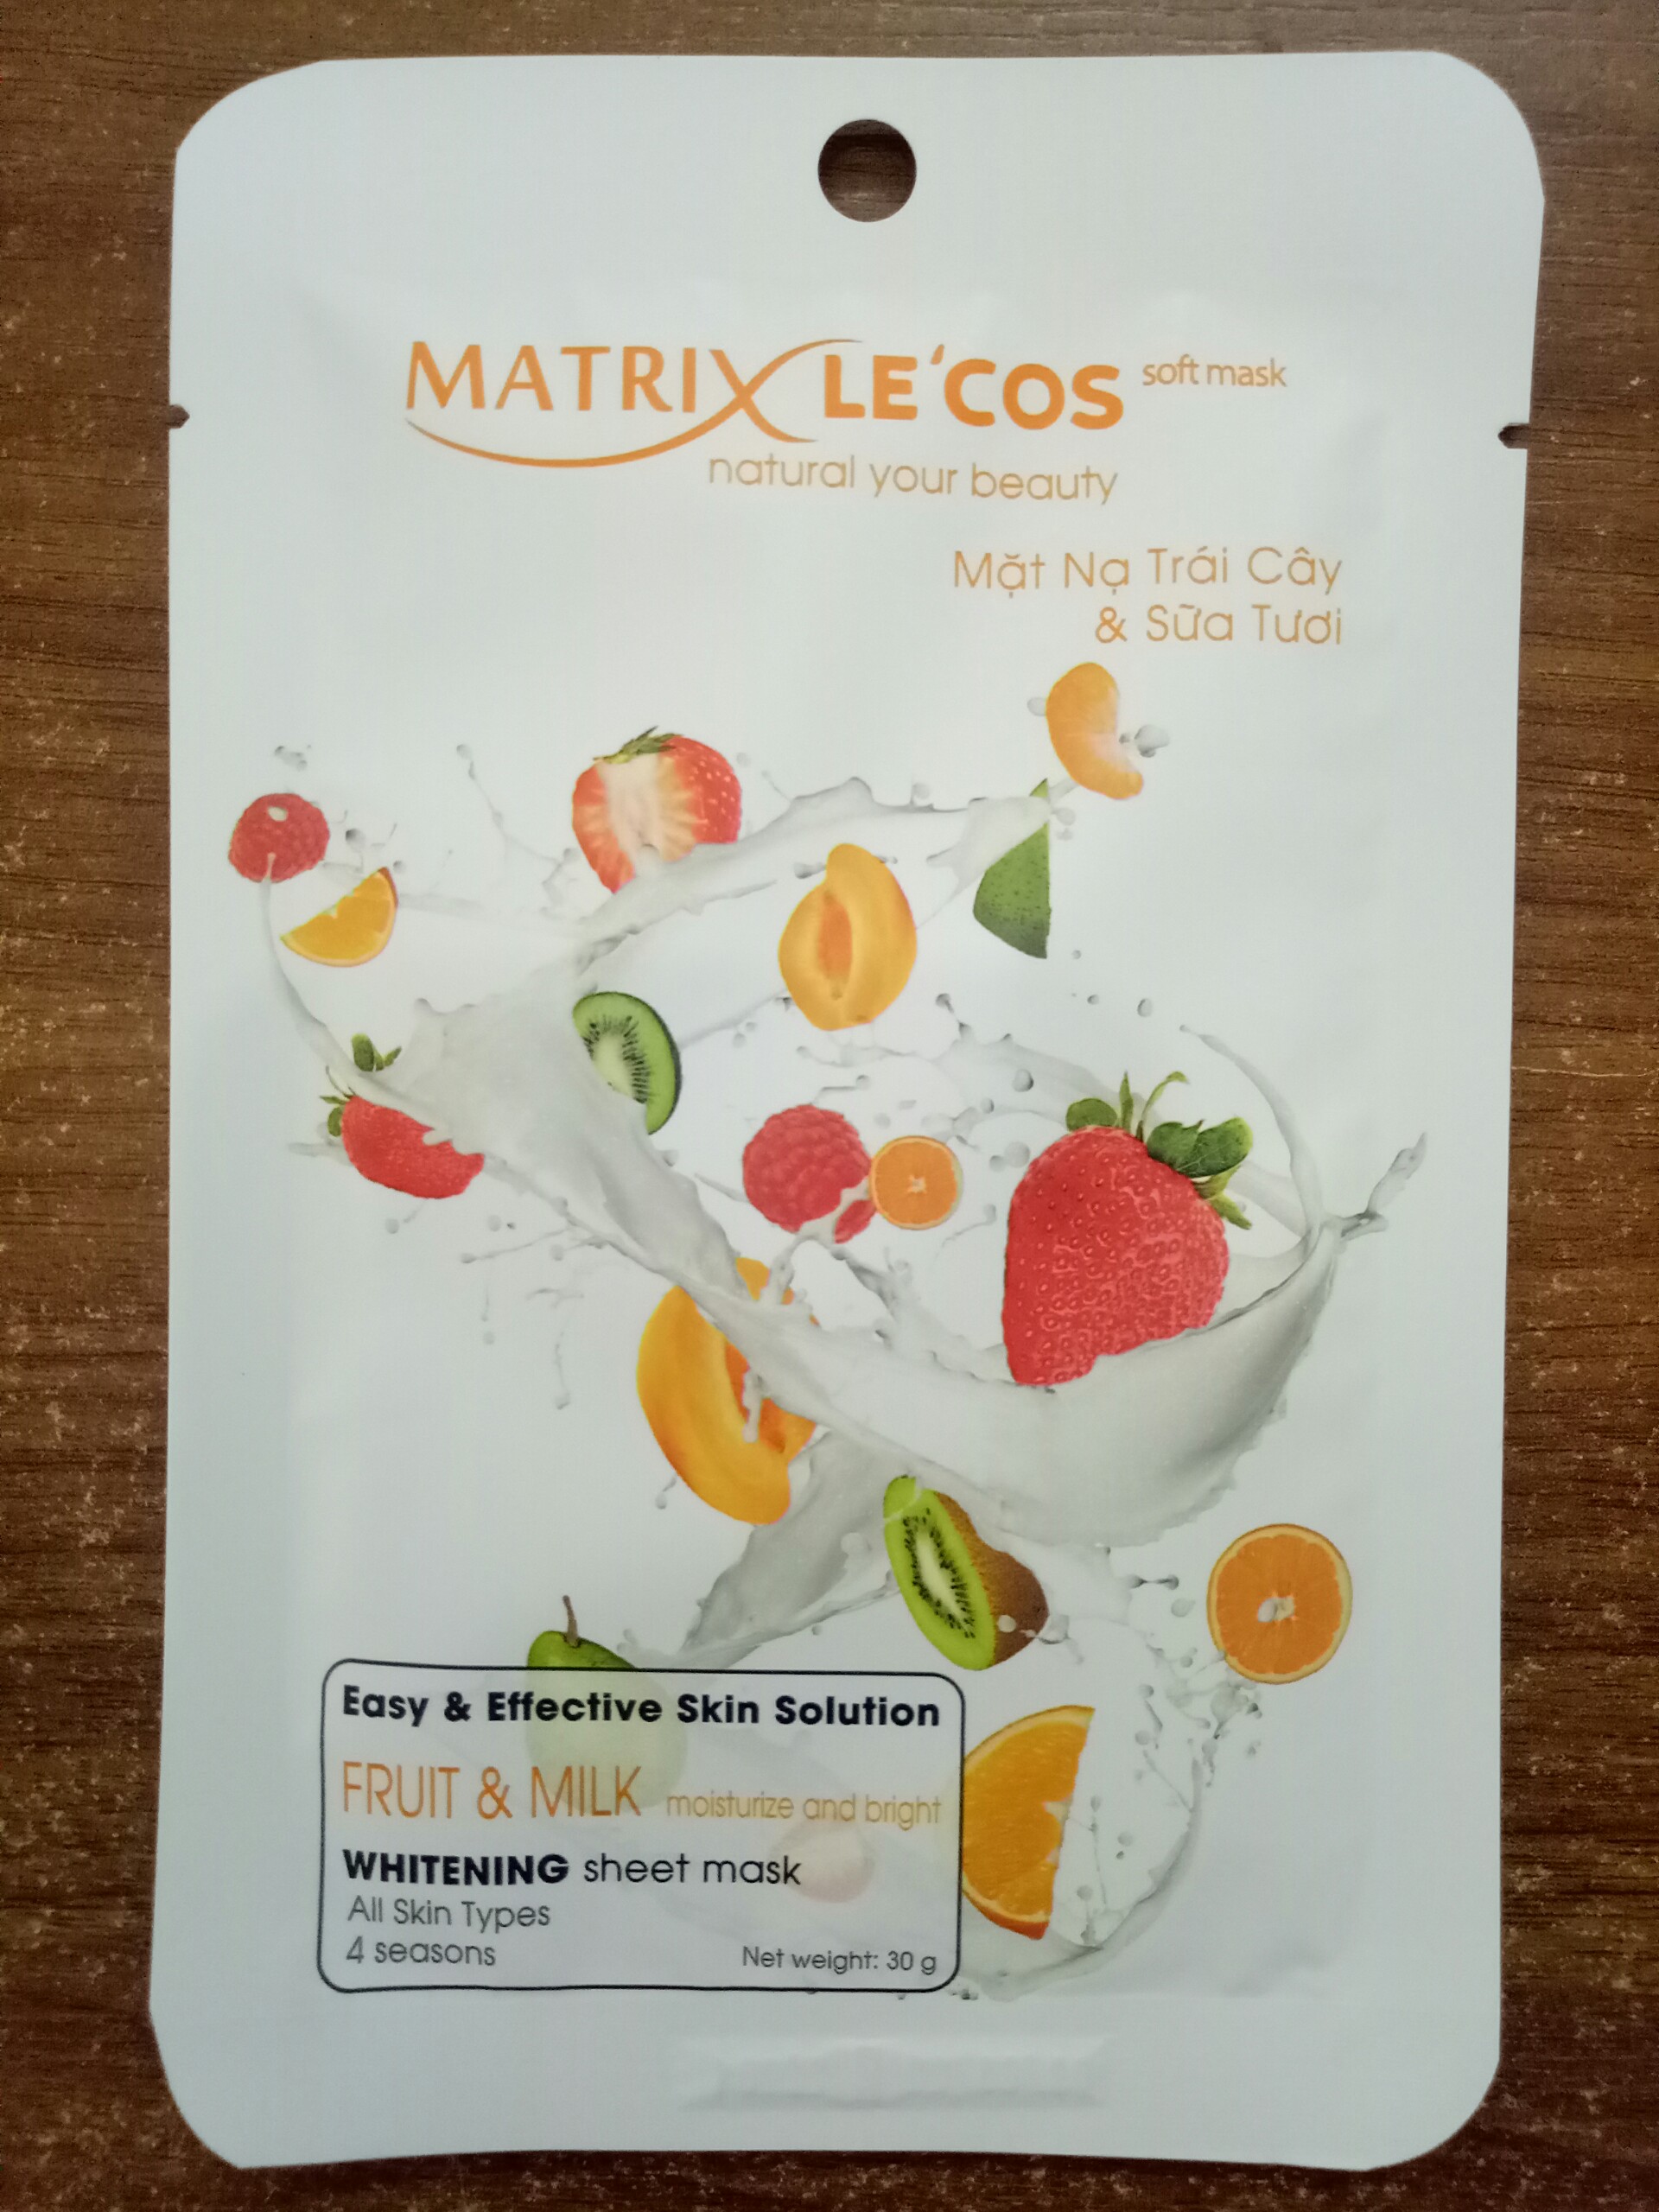 MATRIX LE'COS soft mask
natural your beauty
Mặt Nạ Trái Cây
& Sữa Tươi
Easy & Effective Skin Solution
FRUIT & MILK moisturize and bright
WHITENING sheet mask
All Skin Types
4 seasons
Net weight: 30 g